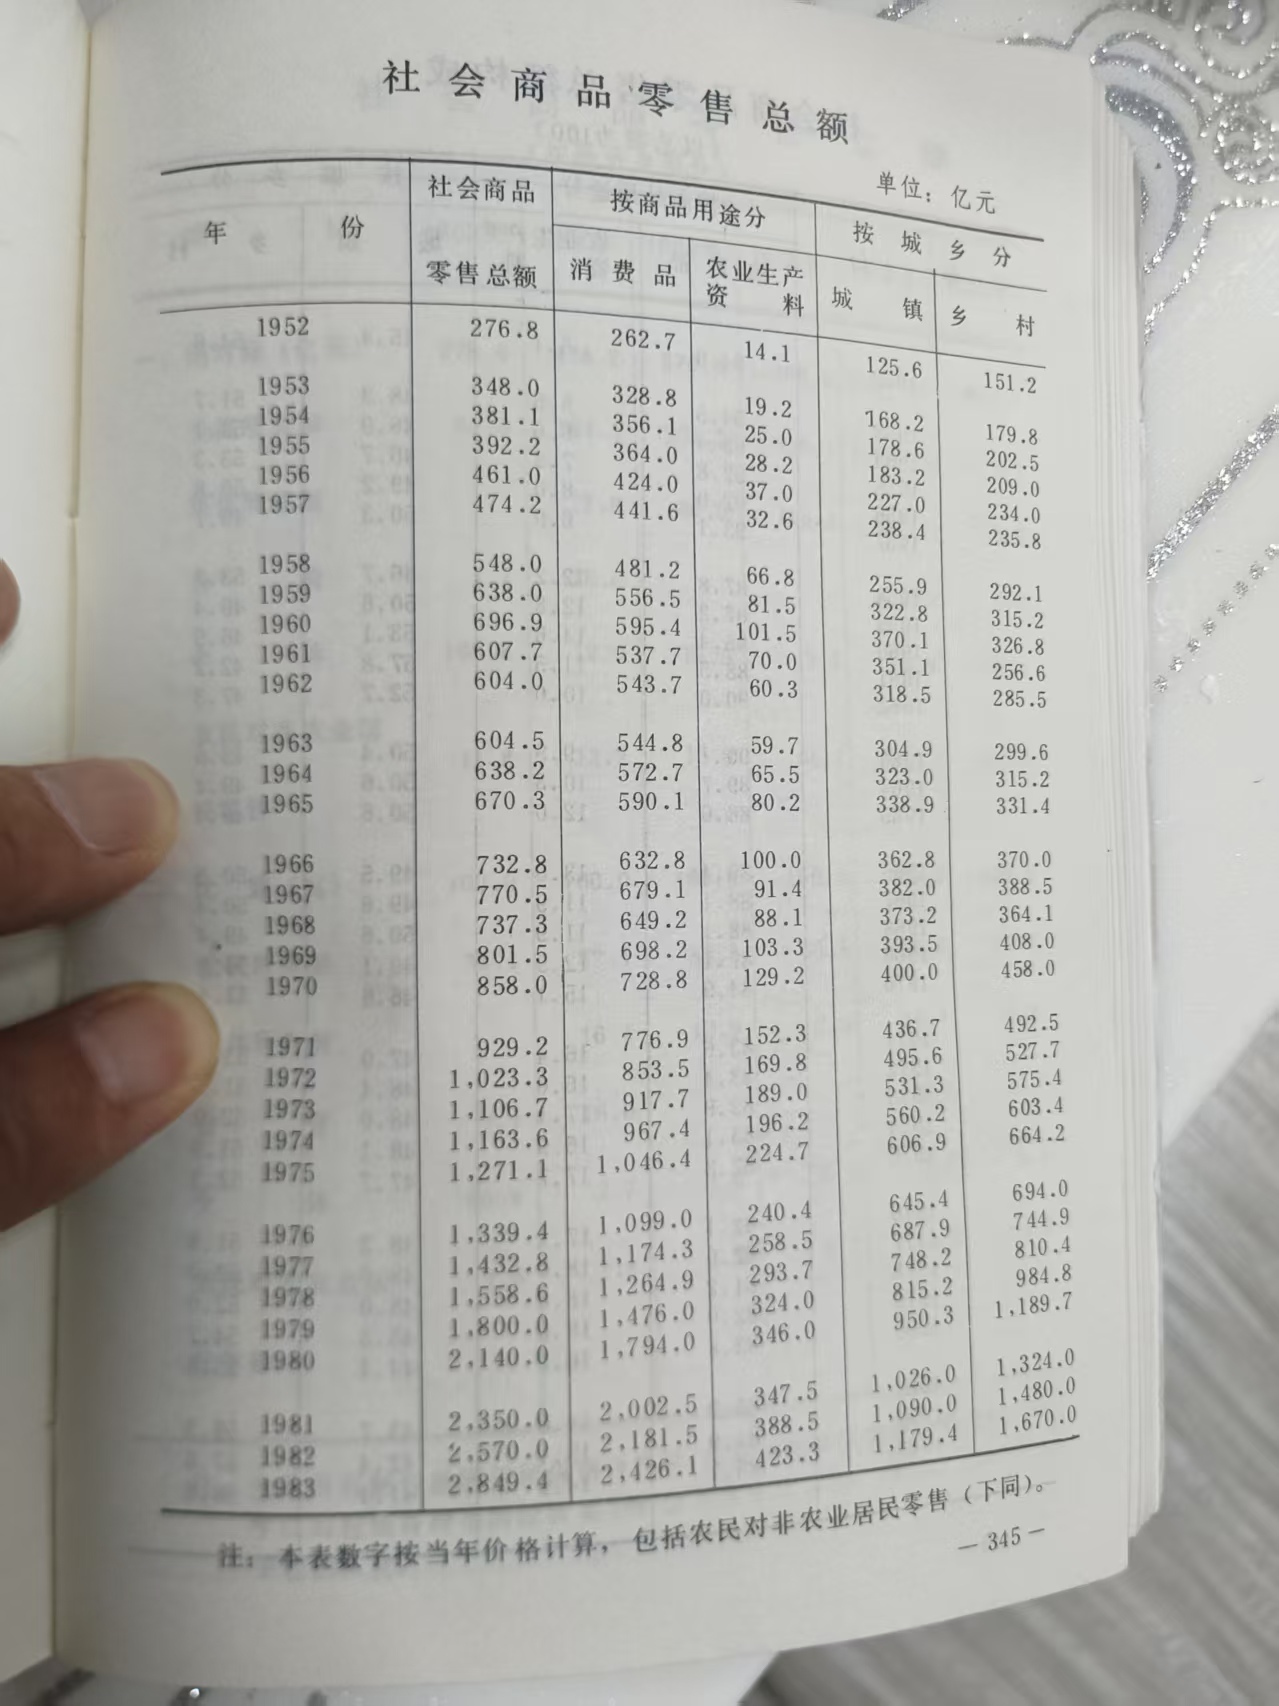 社会商品零售总额
单位：亿元
年份 社会商品零售总额 按商品用途分 按城乡分
消费品 农业生产资料 城镇 乡村
1952 276.8 262.7 14.1 125.6 151.2
1953 348.0 328.8 19.2 168.2 179.8
1954 381.1 356.1 25.0 178.6 202.5
1955 392.2 364.0 28.2 183.2 209.0
1956 461.0 424.0 37.0 227.0 234.0
1957 474.2 441.6 32.6 238.4 235.8
1958 548.0 481.2 66.8 255.9 292.1
1959 638.0 556.5 81.5 322.8 315.2
1960 696.9 595.4 101.5 370.1 326.8
1961 607.7 537.7 70.0 351.1 256.6
1962 604.0 543.7 60.3 318.5 285.5
1963 604.5 544.8 59.7 304.9 299.6
1964 638.2 572.7 65.5 323.0 315.2
1965 670.3 590.1 80.2 338.9 331.4
1966 732.8 632.8 100.0 362.8 370.0
1967 770.5 679.1 91.4 382.0 388.5
1968 737.3 649.2 88.1 373.2 364.1
1969 801.5 698.2 103.3 393.5 408.0
1970 858.0 728.8 129.2 400.0 458.0
1971 929.2 776.9 152.3 436.7 492.5
1972 1,023.3 853.5 169.8 495.6 527.7
1973 1,106.7 917.7 189.0 531.3 575.4
1974 1,163.6 967.4 196.2 560.2 603.4
1975 1,271.1 1,046.4 224.7 606.9 664.2
1976 1,339.4 1,099.0 240.4 645.4 694.0
1977 1,432.8 1,174.3 258.5 687.9 744.9
1978 1,558.6 1,264.9 293.7 748.2 810.4
1979 1,800.0 1,476.0 324.0 815.2 984.8
1980 2,140.0 1,794.0 346.0 950.3 1,189.7
1981 2,350.0 2,002.5 347.5 1,026.0 1,324.0
1982 2,570.0 2,181.5 388.5 1,090.0 1,480.0
1983 2,849.4 2,426.1 423.3 1,179.4 1,670.0
注：本表数字按当年价格计算，包括农民对非农业居民零售（下同）。
—345—